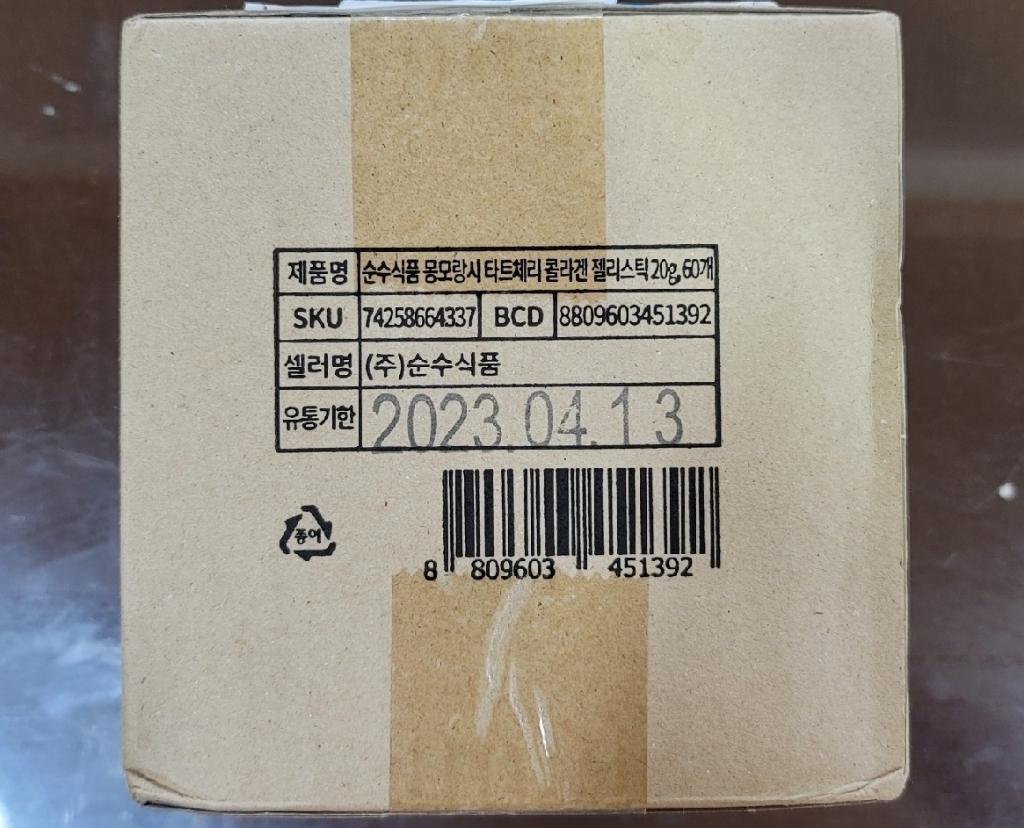 제품명 순수식품 몽모랑시 타트체리 콜라겐 젤리스틱 20g, 60개
SKU 74258664337 BCD 8809603451392
셀러명 (주)순수식품
유통기한 2023.04.13
종이
8 809603 451392